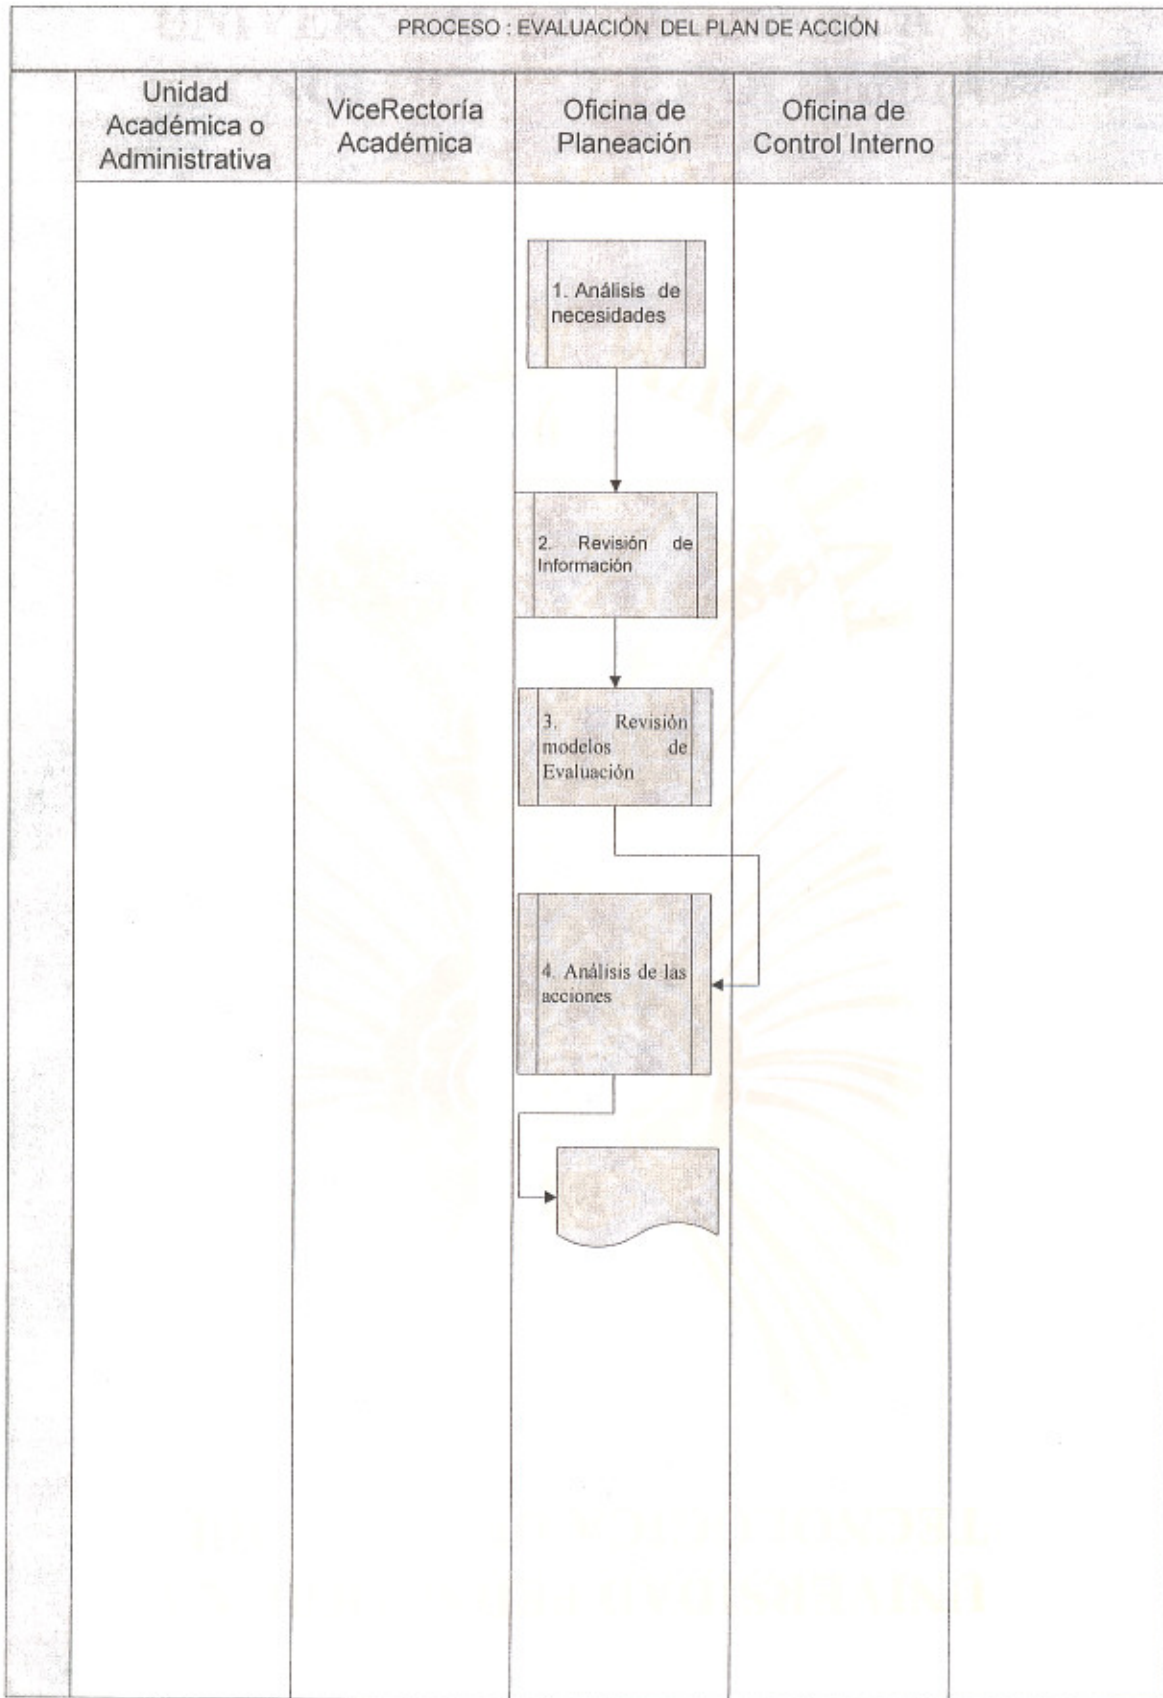 PROCESO : EVALUACIÓN DEL PLAN DE ACCIÓN
Unidad
Académica o
Administrativa
ViceRectoría
Académica
Oficina de
Planeación
Oficina de
Control Interno
1. Análisis de
necesidades
2. Revisión de
Información
3. Revisión
modelos de
Evaluación
4. Análisis de las
acciones